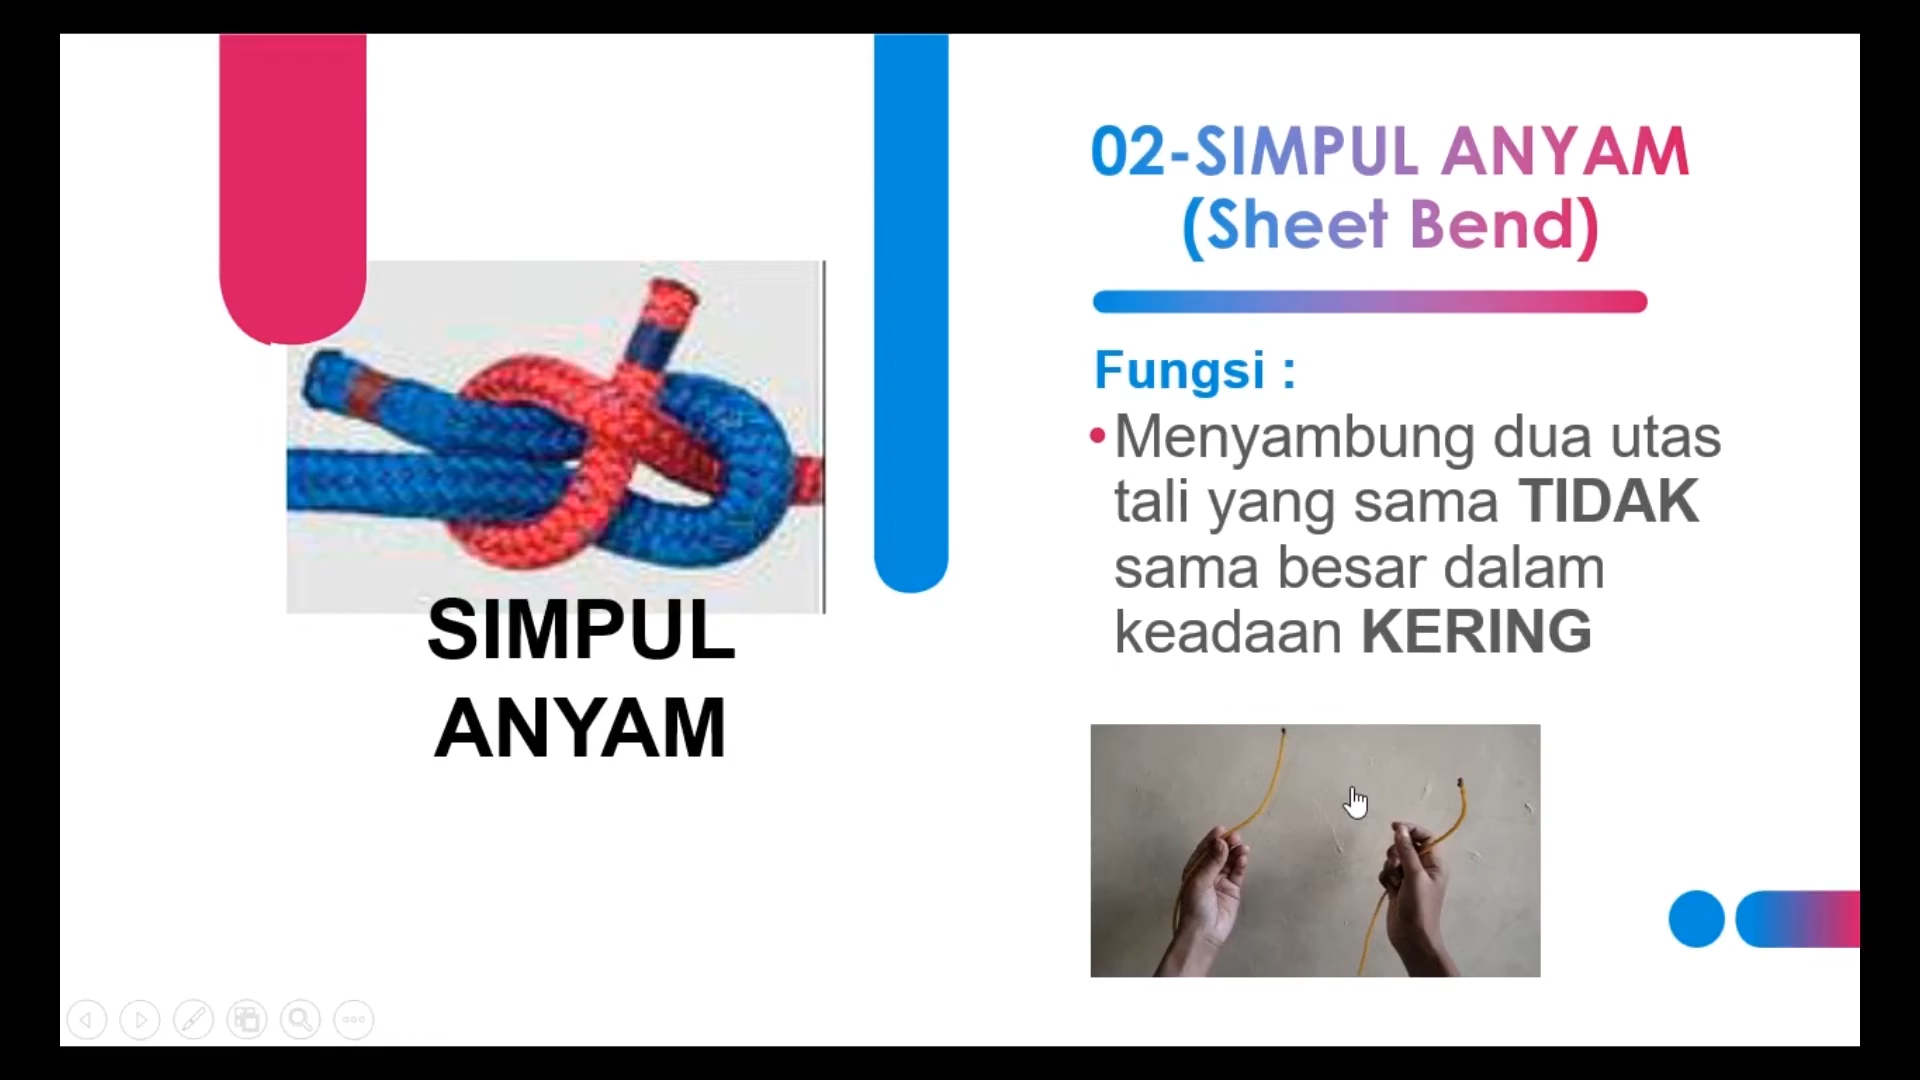 02-SIMPUL ANYAM
(Sheet Bend)
Fungsi :
•Menyambung dua utas
tali yang sama TIDAK
sama besar dalam
keadaan KERING
SIMPUL
ANYAM